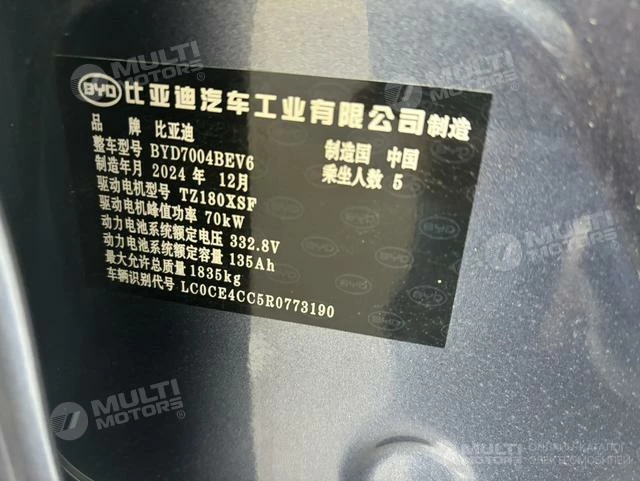 MULTI MOTORS®
MULTI MOTORS®
BYD 比亚迪汽车工业有限公司制造
品 牌 比亚迪
整车型号 BYD7004BEV6
制造国 中国
制造年月 2024 年 12月
乘坐人数 5
驱动电机型号 TZ180XSF
驱动电机峰值功率 70kW
动力电池系统额定电压 332.8V
动力电池系统额定容量 135Ah
最大允许总质量 1835kg
车辆识别代号 LC0CE4CC5R0773190
MULTI MOTORS®
MULTI MOTORS
ОНЛАЙН-КАТАЛОГ
ЭЛЕКТРОМОБИЛЕЙ